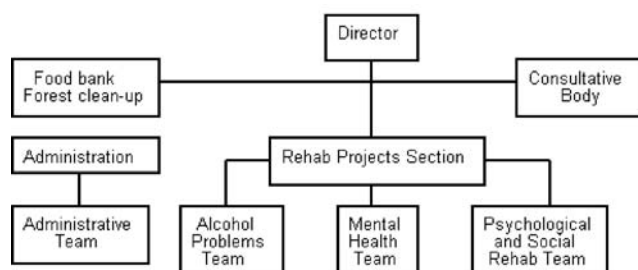 Director
Food bank
Forest clean-up
Consultative
Body
Administration
Rehab Projects Section
Administrative
Team
Alcohol
Problems
Team
Mental
Health
Team
Psychological
and Social
Rehab Team